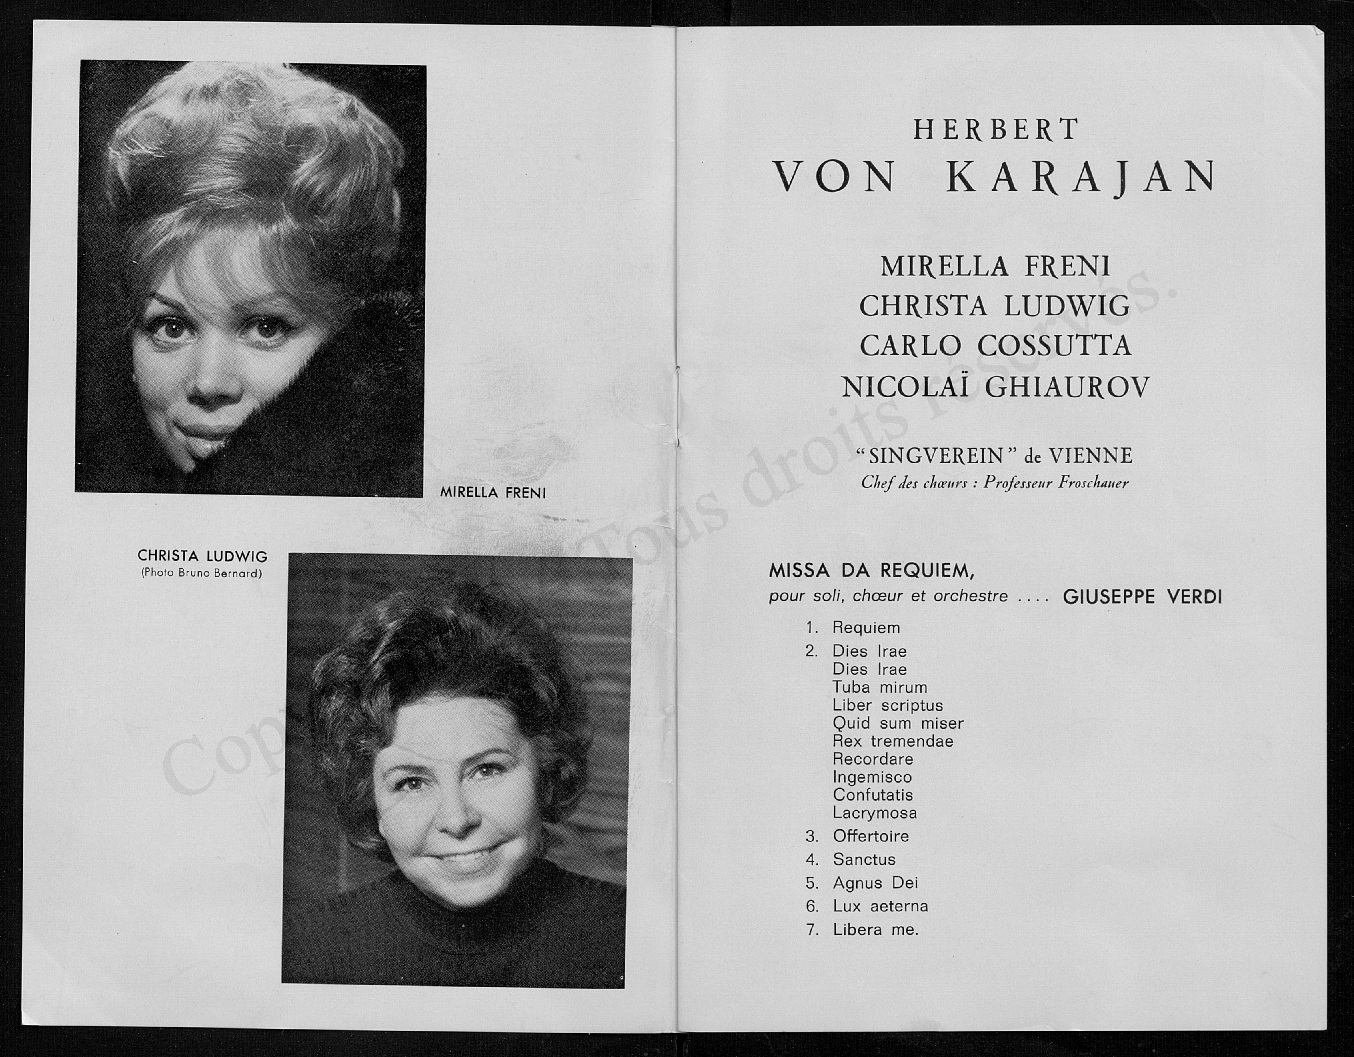 MIRELLA FRENI
CHRISTA LUDWIG
(Photo Bruno Bernard)
HERBERT
VON KARAJAN
MIRELLA FRENI
CHRISTA LUDWIG
CARLO COSSUTTA
NICOLAÏ GHIAUROV
“SINGVEREIN” de VIENNE
Chef des chœurs : Professeur Froschauer
MISSA DA REQUIEM,
pour soli, chœur et orchestre .... GIUSEPPE VERDI
1. Requiem
2. Dies Irae
Dies Irae
Tuba mirum
Liber scriptus
Quid sum miser
Rex tremendae
Recordare
Ingemisco
Confutatis
Lacrymosa
3. Offertoire
4. Sanctus
5. Agnus Dei
6. Lux aeterna
7. Libera me.
Tous droits réservés.